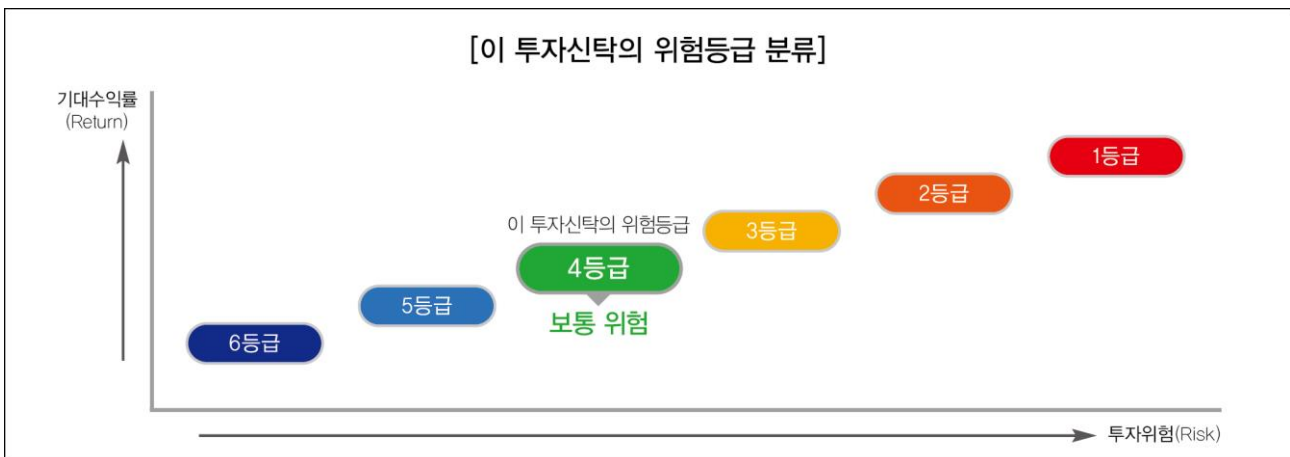 [이 투자신탁의 위험등급 분류]
기대수익률
(Return)
1등급
2등급
이 투자신탁의 위험등급
3등급
4등급
5등급
보통 위험
6등급
투자위험(Risk)